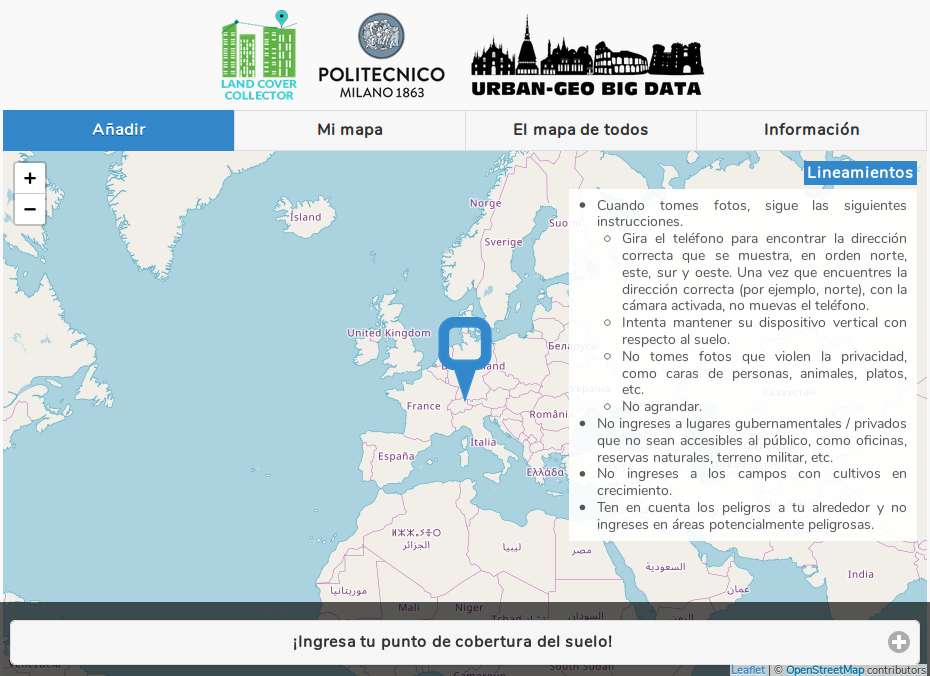 LAND COVER
COLLECTOR
POLITECNICO
MILANO 1863
URBAN-GEO BIG DATA
Añadir
Mi mapa
El mapa de todos
Información
+
−
Lineamientos
• Cuando tomes fotos, sigue las siguientes
instrucciones.
○ Gira el teléfono para encontrar la dirección
correcta que se muestra, en orden norte,
este, sur y oeste. Una vez que encuentres la
dirección correcta (por ejemplo, norte), con la
cámara activada, no muevas el teléfono.
○ Intenta mantener su dispositivo vertical con
respecto al suelo.
○ No tomes fotos que violen la privacidad,
como caras de personas, animales, platos,
etc.
○ No agrandar.
• No ingreses a lugares gubernamentales / privados
que no sean accesibles al público, como oficinas,
reservas naturales, terreno militar, etc.
• No ingreses a los campos con cultivos en
crecimiento.
• Ten en cuenta los peligros a tu alrededor y no
ingreses en áreas potencialmente peligrosas.
Ísland
Norge
Sverige
United Kingdom
France
Italia
España
Ελλάδα
ⵍⵣⵣⴰⵢⴻⵔ
الجزائر
ليبيا
مصر
السعودية
عمان
India
موريتانيا
Mali
Niger
السودان
اليمن
South Sudan
¡Ingresa tu punto de cobertura del suelo!
Leaflet | © OpenStreetMap contributors